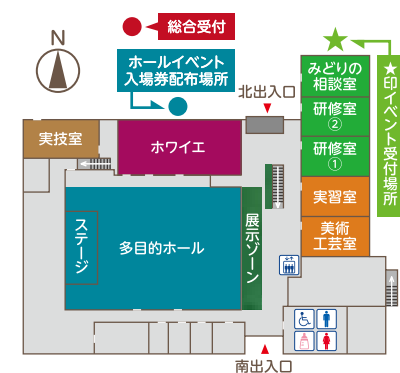 N
総合受付
ホールイベント
入場券配布場所
北出入口
★印イベント受付場所
みどりの
相談室
研修室
②
研修室
①
実習室
美術
工芸室
実技室
ホワイエ
ステージ
多目的ホール
展示ゾーン
南出入口